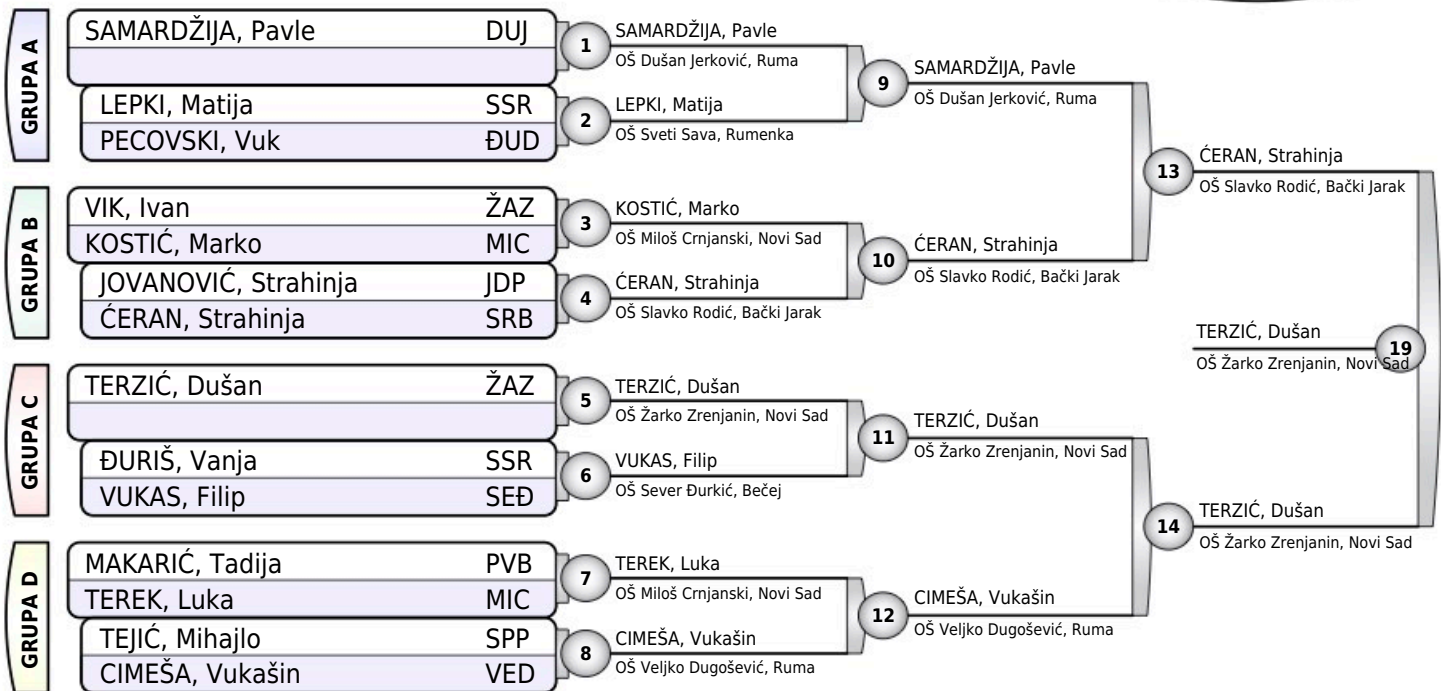 GRUPA A
SAMARDŽIJA, Pavle DUJ
LEPKI, Matija SSR
PECOVSKI, Vuk ĐUD
GRUPA B
VIK, Ivan ŽAZ
KOSTIĆ, Marko MIC
JOVANOVIĆ, Strahinja JDP
ĆERAN, Strahinja SRB
GRUPA C
TERZIĆ, Dušan ŽAZ
ĐURIŠ, Vanja SSR
VUKAS, Filip SEĐ
GRUPA D
MAKARIĆ, Tadija PVB
TEREK, Luka MIC
TEJIĆ, Mihajlo SPP
CIMEŠA, Vukašin VED
1
SAMARDŽIJA, Pavle
OŠ Dušan Jerković, Ruma
2
LEPKI, Matija
OŠ Sveti Sava, Rumenka
3
KOSTIĆ, Marko
OŠ Miloš Crnjanski, Novi Sad
4
ĆERAN, Strahinja
OŠ Slavko Rodić, Bački Jarak
5
TERZIĆ, Dušan
OŠ Žarko Zrenjanin, Novi Sad
6
VUKAS, Filip
OŠ Sever Đurkić, Bečej
7
TEREK, Luka
OŠ Miloš Crnjanski, Novi Sad
8
CIMEŠA, Vukašin
OŠ Veljko Dugošević, Ruma
9
SAMARDŽIJA, Pavle
OŠ Dušan Jerković, Ruma
10
ĆERAN, Strahinja
OŠ Slavko Rodić, Bački Jarak
11
TERZIĆ, Dušan
OŠ Žarko Zrenjanin, Novi Sad
12
CIMEŠA, Vukašin
OŠ Veljko Dugošević, Ruma
13
ĆERAN, Strahinja
OŠ Slavko Rodić, Bački Jarak
14
TERZIĆ, Dušan
OŠ Žarko Zrenjanin, Novi Sad
TERZIĆ, Dušan
19
OŠ Žarko Zrenjanin, Novi Sad